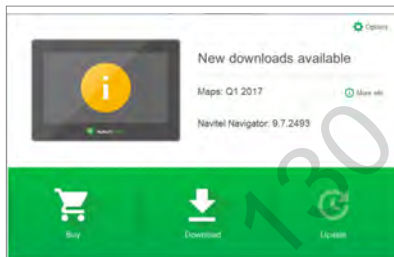 Options
New downloads available
Maps: Q1 2017
More info
Navitel Navigator: 9.7.2493
Buy
Download
Update
130